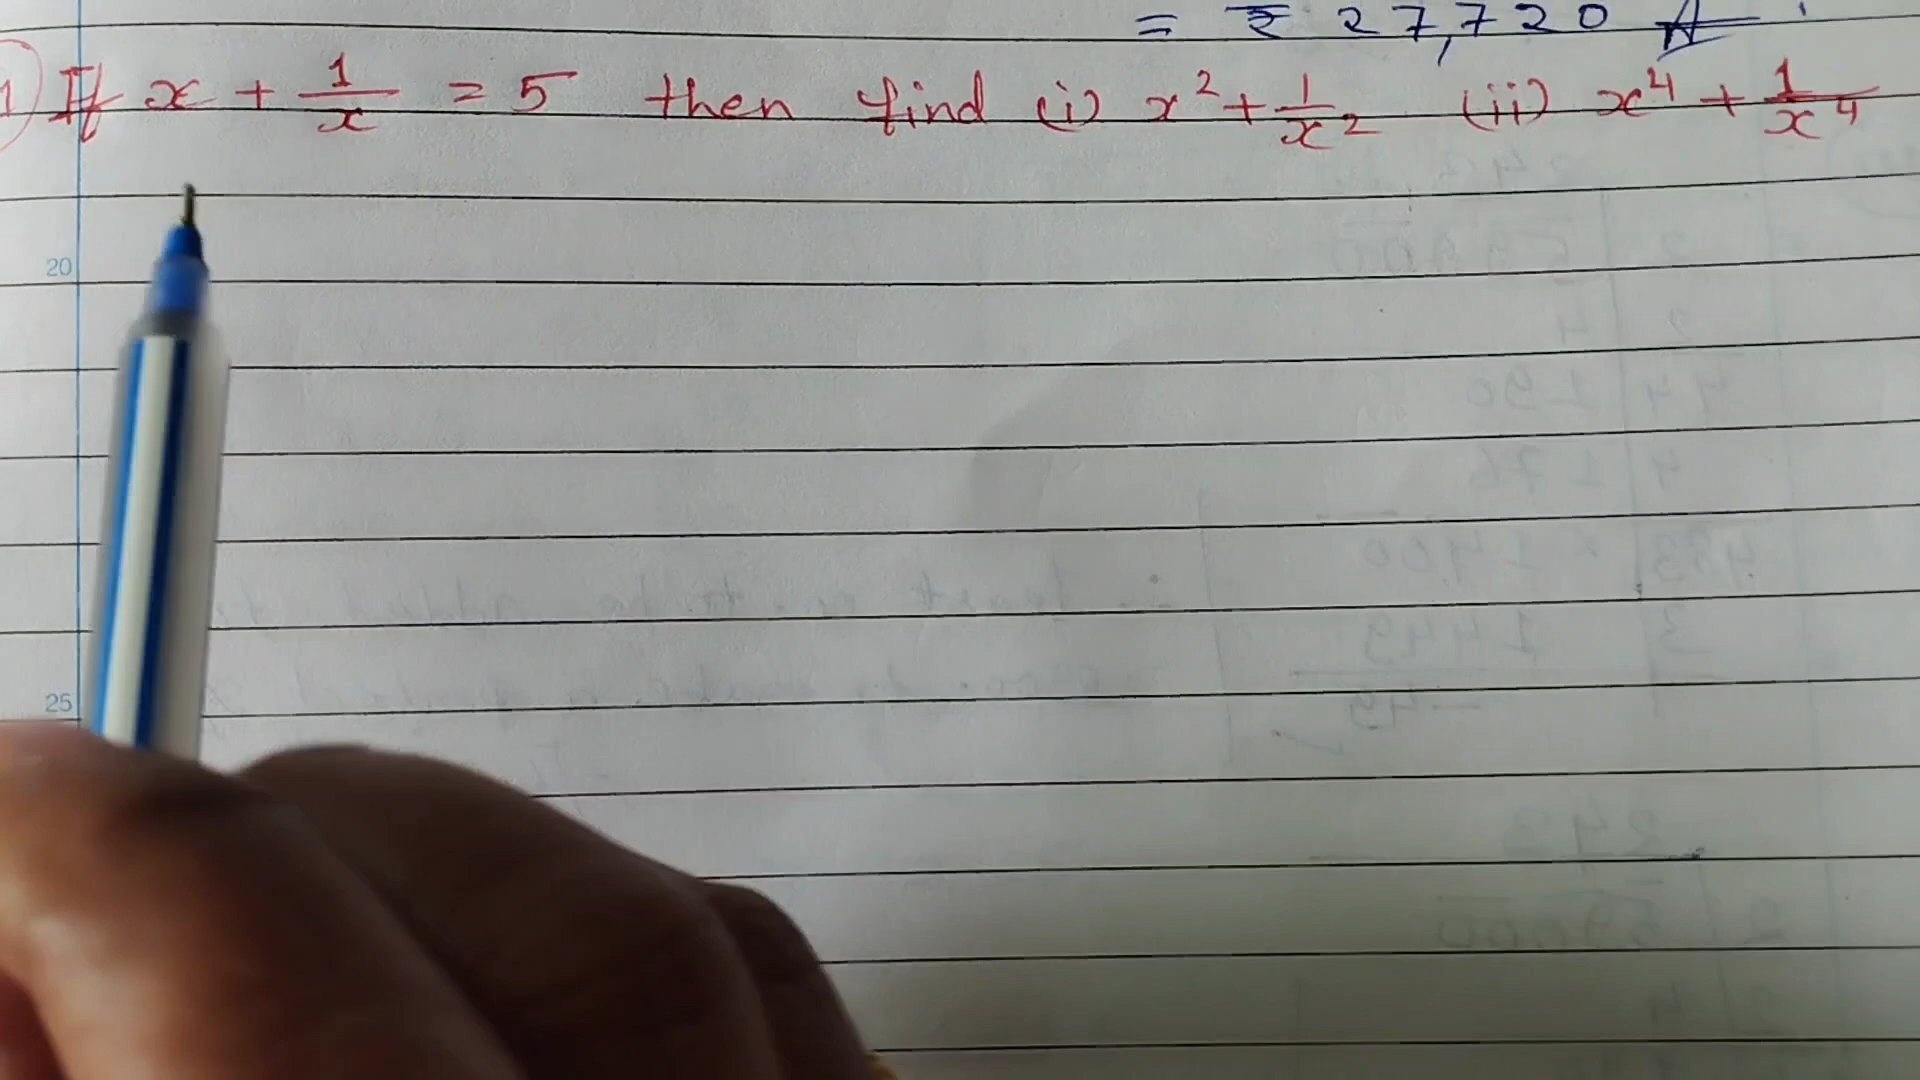 = ₹ 27,720 A
1) If x + 1/x = 5 then find (i) x² + 1/x² (ii) x⁴ + 1/x⁴
20
25